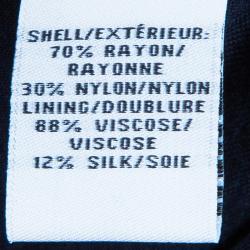 SHELL/EXTÉRIEUR:
70% RAYON/
RAYONNE
30% NYLON/NYLON
LINING/DOUBLURE
88% VISCOSE/
VISCOSE
12% SILK/SOIE